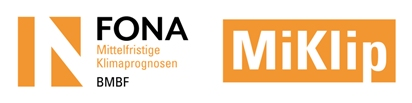 FONA
Mittelfristige
Klimaprognosen
BMBF
MiKlip